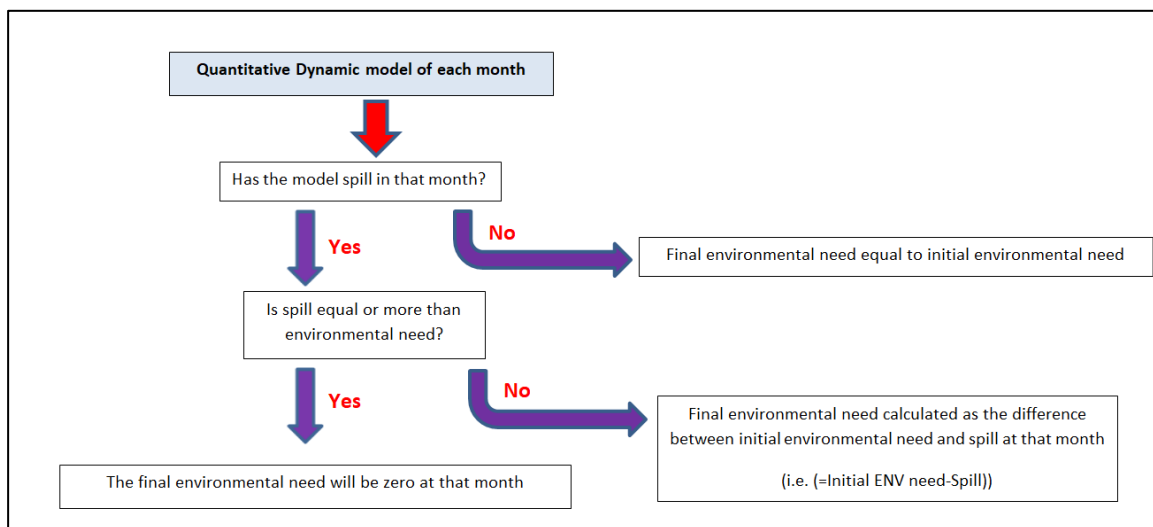 Quantitative Dynamic model of each month
Has the model spill in that month?
Yes
No
Final environmental need equal to initial environmental need
Is spill equal or more than
environmental need?
Yes
No
Final environmental need calculated as the difference
between initial environmental need and spill at that month
(i.e. (=Initial ENV need-Spill))
The final environmental need will be zero at that month